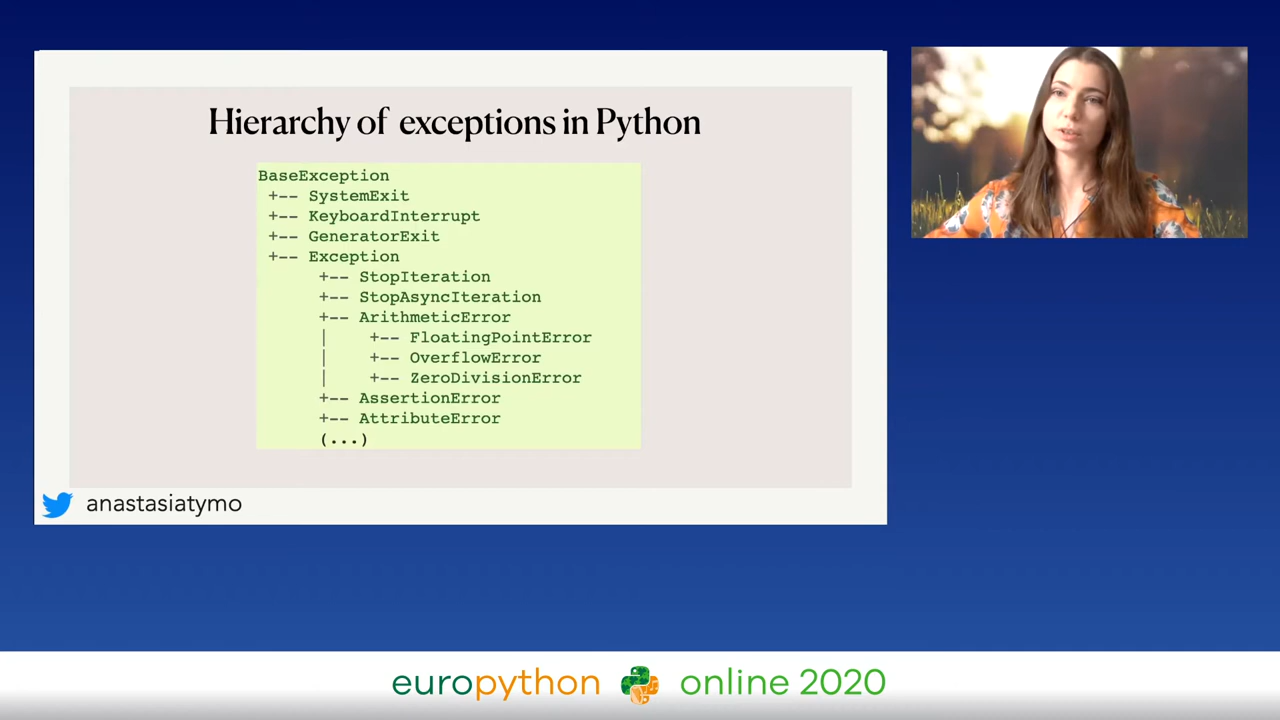 Hierarchy of exceptions in Python
BaseException
+-- SystemExit
+-- KeyboardInterrupt
+-- GeneratorExit
+-- Exception
+-- StopIteration
+-- StopAsyncIteration
+-- ArithmeticError
|    +-- FloatingPointError
|    +-- OverflowError
|    +-- ZeroDivisionError
+-- AssertionError
+-- AttributeError
(...)
anastasiatymo
europython online 2020